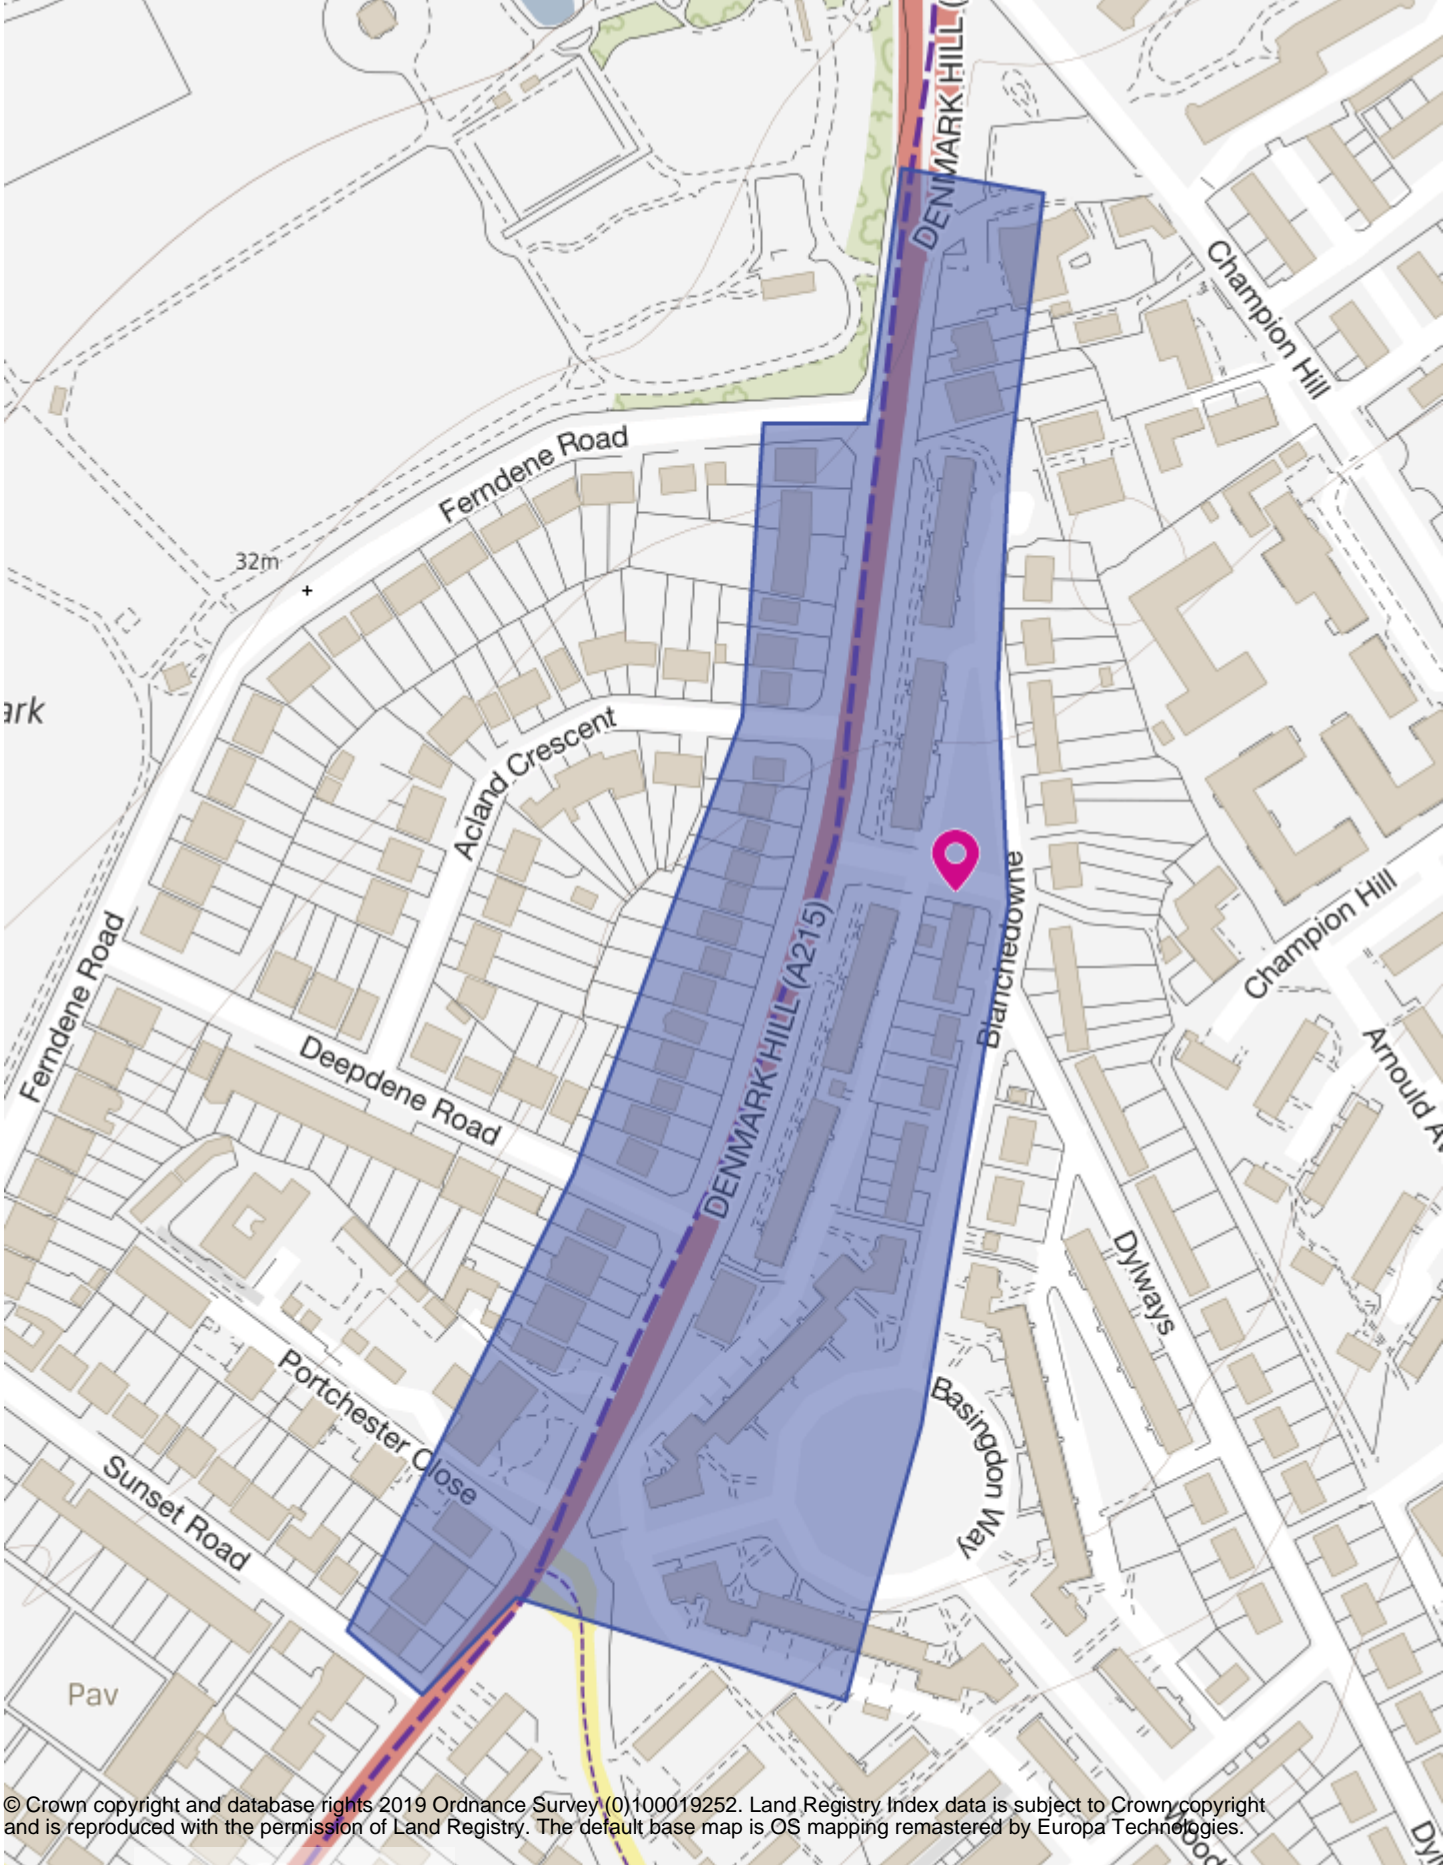 DENMARK HILL (
Champion Hill
Ferndene Road
32m
ark
Acland Crescent
Blanchedowne
Champion Hill
DENMARK HILL (A215)
Ferndene Road
Deepdene Road
Arnould A
Dylways
Portchester Close
Basingdon Way
Sunset Road
Pav
© Crown copyright and database rights 2019 Ordnance Survey (0)100019252. Land Registry Index data is subject to Crown copyright
and is reproduced with the permission of Land Registry. The default base map is OS mapping remastered by Europa Technologies.
Dyl